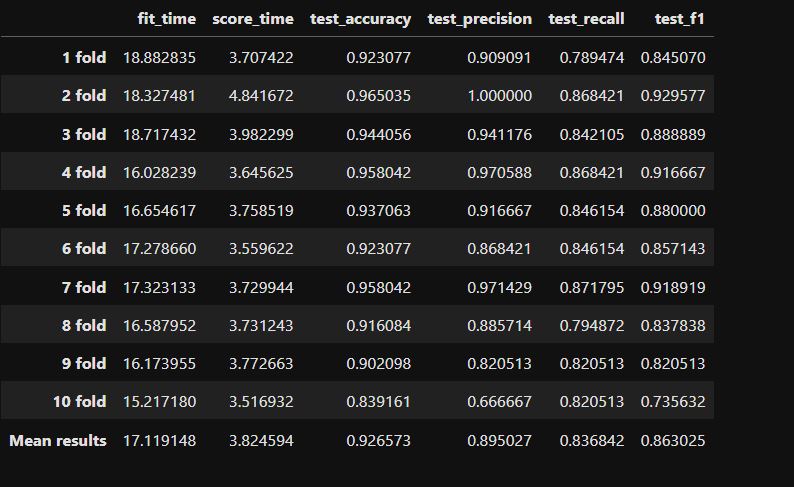 fit_time score_time test_accuracy test_precision test_recall test_f1
1 fold 18.882835 3.707422 0.923077 0.909091 0.789474 0.845070
2 fold 18.327481 4.841672 0.965035 1.000000 0.868421 0.929577
3 fold 18.717432 3.982299 0.944056 0.941176 0.842105 0.888889
4 fold 16.028239 3.645625 0.958042 0.970588 0.868421 0.916667
5 fold 16.654617 3.758519 0.937063 0.916667 0.846154 0.880000
6 fold 17.278660 3.559622 0.923077 0.868421 0.846154 0.857143
7 fold 17.323133 3.729944 0.958042 0.971429 0.871795 0.918919
8 fold 16.587952 3.731243 0.916084 0.885714 0.794872 0.837838
9 fold 16.173955 3.772663 0.902098 0.820513 0.820513 0.820513
10 fold 15.217180 3.516932 0.839161 0.666667 0.820513 0.735632
Mean results 17.119148 3.824594 0.926573 0.895027 0.836842 0.863025